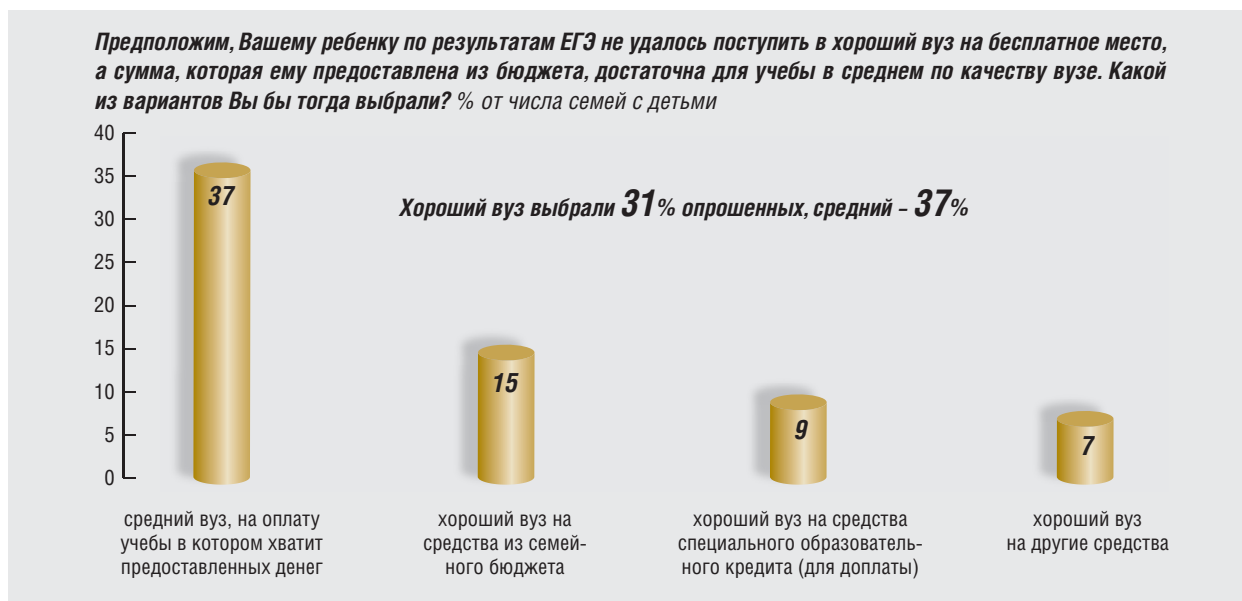 Предположим, Вашему ребенку по результатам ЕГЭ не удалось поступить в хороший вуз на бесплатное место,
а сумма, которая ему предоставлена из бюджета, достаточна для учебы в среднем по качеству вузе. Какой
из вариантов Вы бы тогда выбрали? % от числа семей с детьми
40
35
30
25
20
15
10
5
0
Хороший вуз выбрали 31% опрошенных, средний – 37%
37
15
9
7
средний вуз, на оплату
учебы в котором хватит
предоставленных денег
хороший вуз на
средства из семей-
ного бюджета
хороший вуз на средства
специального образователь-
ного кредита (для доплаты)
хороший вуз
на другие средства